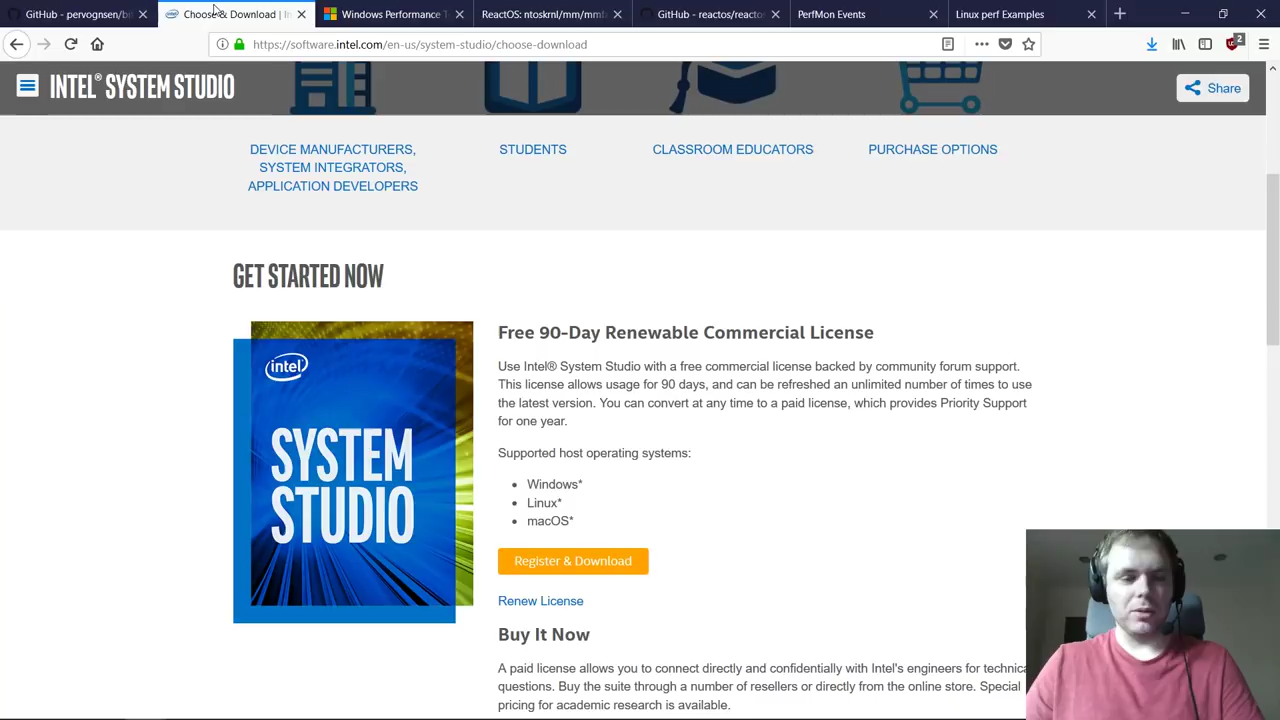 GitHub - pervognsen/bit
Choose & Download | In
Windows Performance T
ReactOS: ntoskrnl/mm/mmfa
GitHub - reactos/reactos
PerfMon Events
Linux perf Examples
https://software.intel.com/en-us/system-studio/choose-download
2
INTEL® SYSTEM STUDIO
Share
DEVICE MANUFACTURERS,
SYSTEM INTEGRATORS,
APPLICATION DEVELOPERS
STUDENTS
CLASSROOM EDUCATORS
PURCHASE OPTIONS
GET STARTED NOW
intel
SYSTEM
STUDIO
Free 90-Day Renewable Commercial License
Use Intel® System Studio with a free commercial license backed by community forum support.
This license allows usage for 90 days, and can be refreshed an unlimited number of times to use
the latest version. You can convert at any time to a paid license, which provides Priority Support
for one year.
Supported host operating systems:
• Windows*
• Linux*
• macOS*
Register & Download
Renew License
Buy It Now
A paid license allows you to connect directly and confidentially with Intel's engineers for technica
questions. Buy the suite through a number of resellers or directly from the online store. Special
pricing for academic research is available.